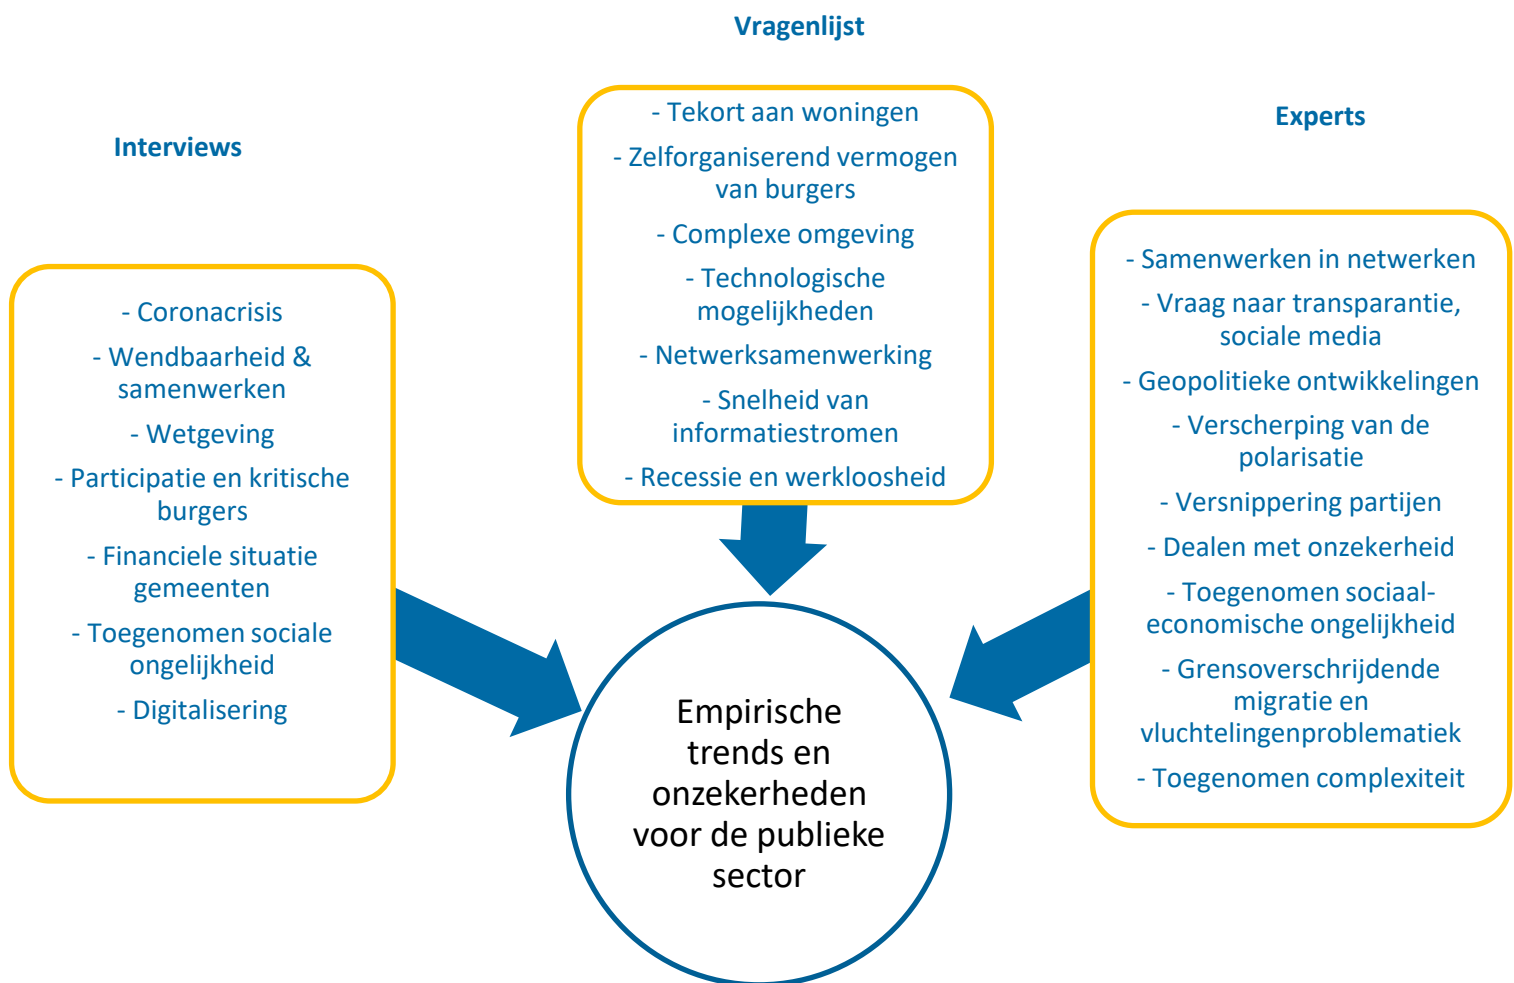 Vragenlijst
- Tekort aan woningen
- Zelforganiserend vermogen
van burgers
- Complexe omgeving
- Technologische
mogelijkheden
- Netwerksamenwerking
- Snelheid van
informatiestromen
- Recessie en werkloosheid
Interviews
- Coronacrisis
- Wendbaarheid &
samenwerken
- Wetgeving
- Participatie en kritische
burgers
- Financiele situatie
gemeenten
- Toegenomen sociale
ongelijkheid
- Digitalisering
Experts
- Samenwerken in netwerken
- Vraag naar transparantie,
sociale media
- Geopolitieke ontwikkelingen
- Verscherping van de
polarisatie
- Versnippering partijen
- Dealen met onzekerheid
- Toegenomen sociaal-
economische ongelijkheid
- Grensoverschrijdende
migratie en
vluchtelingenproblematiek
- Toegenomen complexiteit
Empirische
trends en
onzekerheden
voor de publieke
sector